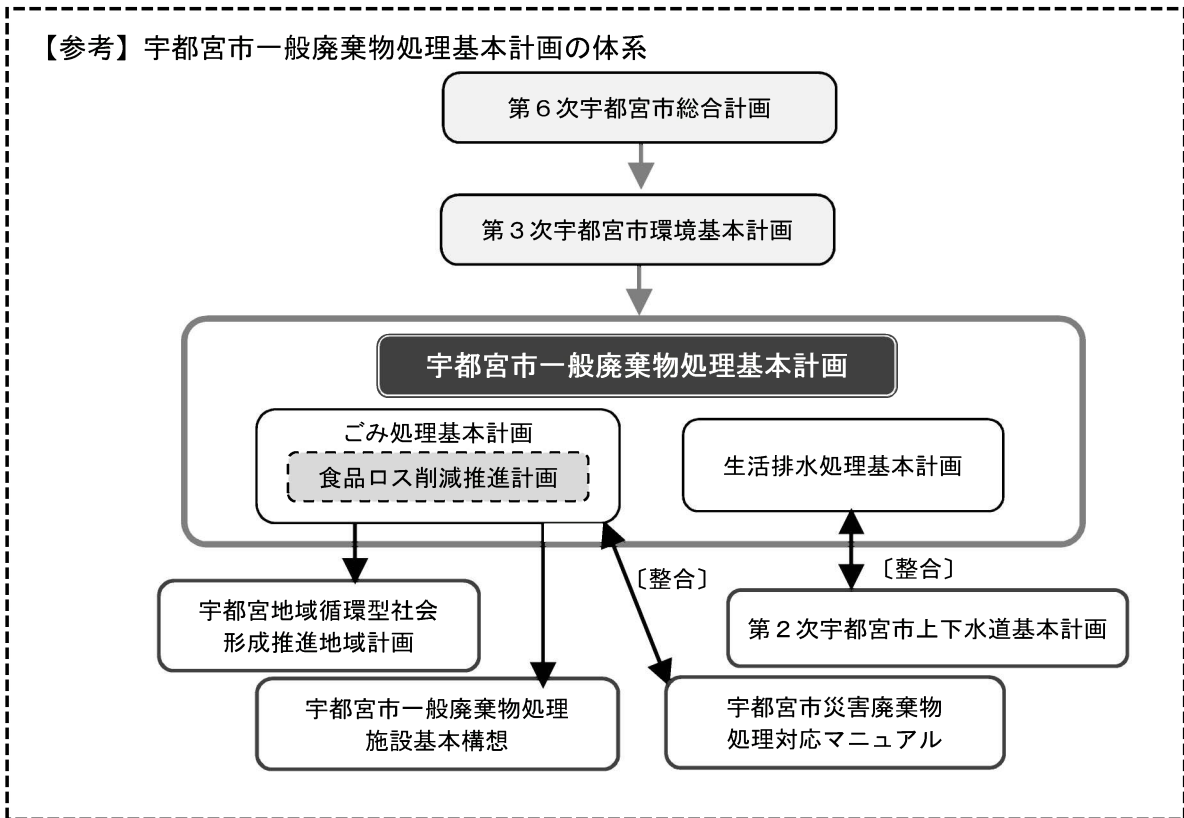 【参考】宇都宮市一般廃棄物処理基本計画の体系
第６次宇都宮市総合計画
第３次宇都宮市環境基本計画
宇都宮市一般廃棄物処理基本計画
ごみ処理基本計画
食品ロス削減推進計画
生活排水処理基本計画
〔整合〕
〔整合〕
宇都宮地域循環型社会
形成推進地域計画
第２次宇都宮市上下水道基本計画
宇都宮市一般廃棄物処理
施設基本構想
宇都宮市災害廃棄物
処理対応マニュアル